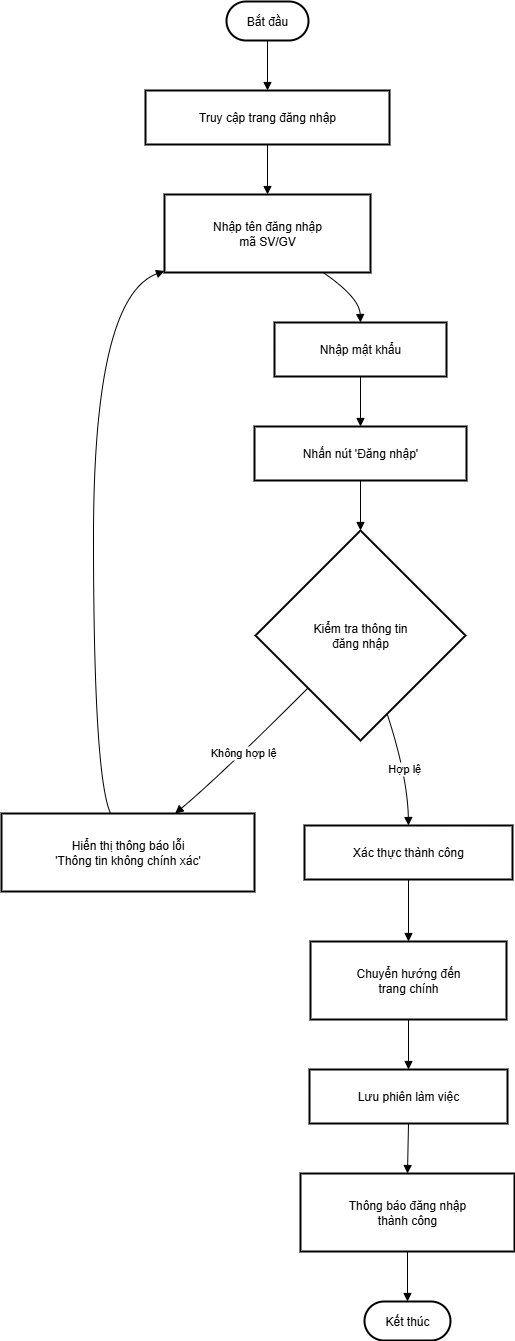 Bắt đầu
Truy cập trang đăng nhập
Nhập tên đăng nhập
mã SV/GV
Nhập mật khẩu
Nhấn nút 'Đăng nhập'
Kiểm tra thông tin
đăng nhập
Không hợp lệ
Hợp lệ
Hiển thị thông báo lỗi
'Thông tin không chính xác'
Xác thực thành công
Chuyển hướng đến
trang chính
Lưu phiên làm việc
Thông báo đăng nhập
thành công
Kết thúc